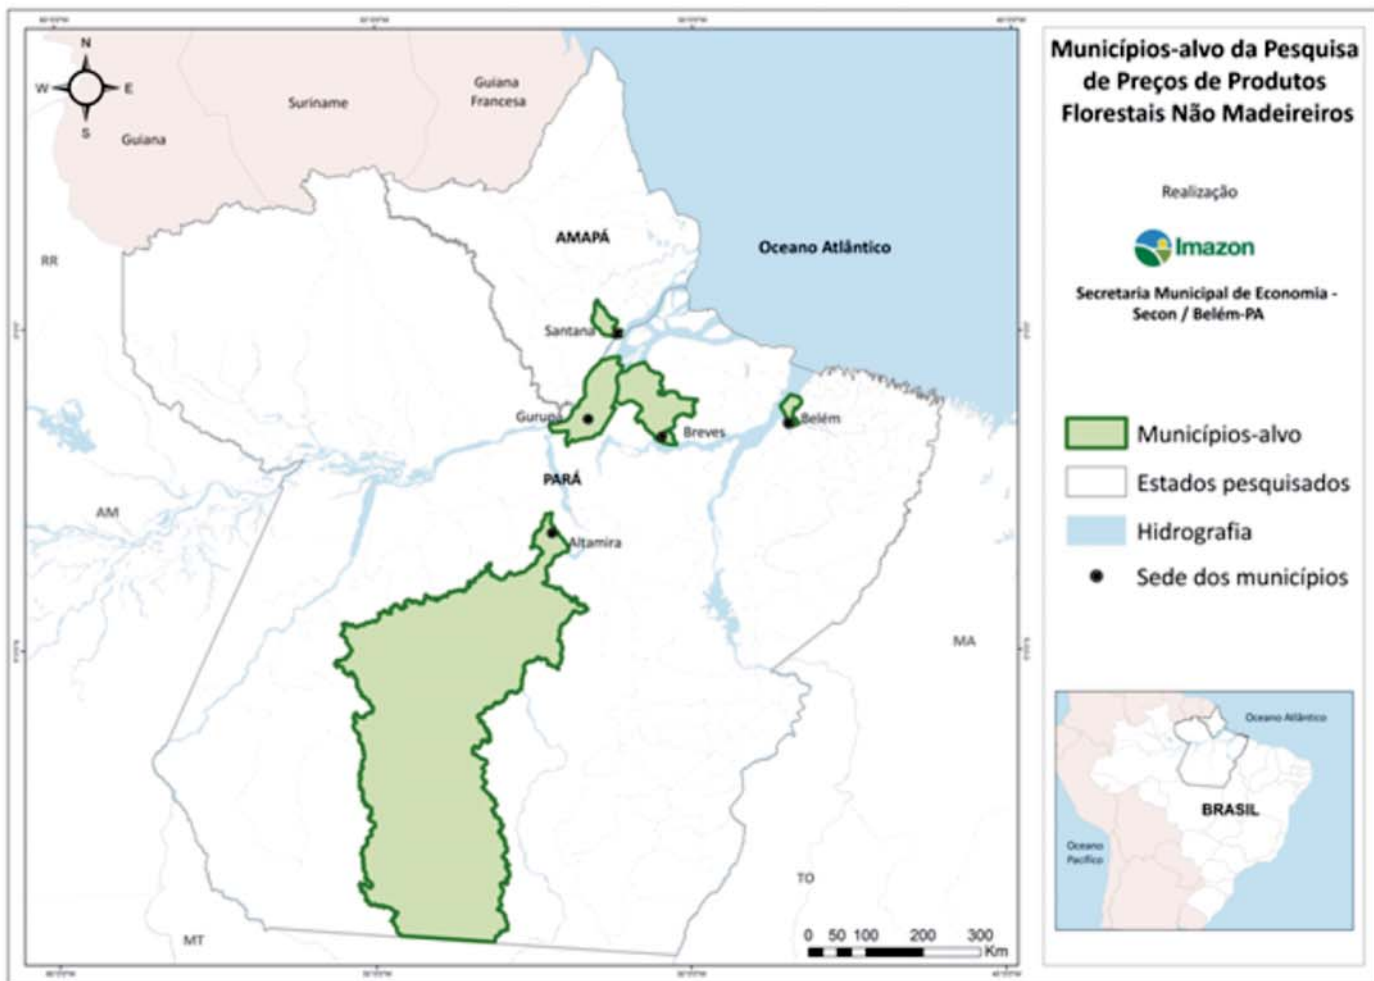 N
W
E
S
Guiana
Suriname
Guiana
Francesa
RR
AMAPÁ
Oceano Atlântico
Santana
Gurupá
Breves
Belém
PARÁ
AM
Altamira
MA
TO
MT
0 50 100 200 300
Km
Municípios-alvo da Pesquisa
de Preços de Produtos
Florestais Não Madeireiros
Realização
Imazon
Secretaria Municipal de Economia -
Secon / Belém-PA
Municípios-alvo
Estados pesquisados
Hidrografia
Sede dos municípios
Oceano Atlântico
BRASIL
Oceano
Pacífico